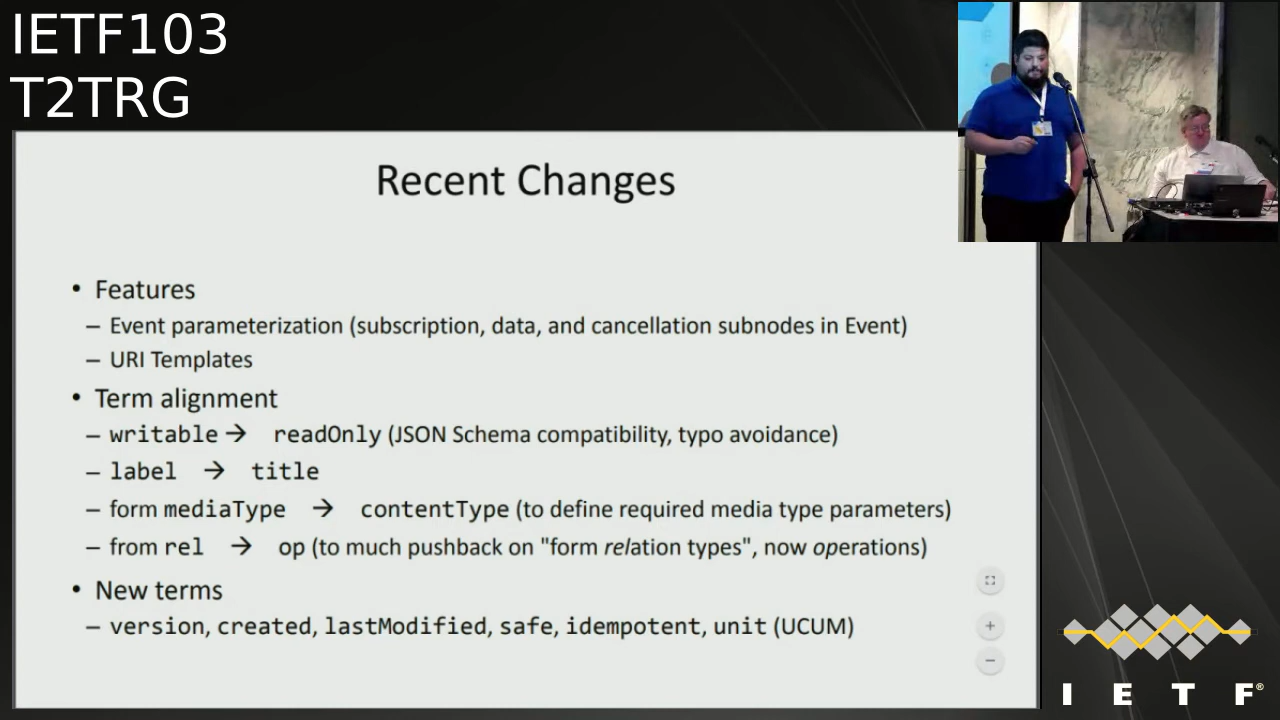 IETF103
T2TRG
Recent Changes
• Features
– Event parameterization (subscription, data, and cancellation subnodes in Event)
– URI Templates
• Term alignment
– writable → readOnly (JSON Schema compatibility, typo avoidance)
– label → title
– form mediaType → contentType (to define required media type parameters)
– from rel → op (to much pushback on "form relation types", now operations)
• New terms
– version, created, lastModified, safe, idempotent, unit (UCUM)
I E T F®